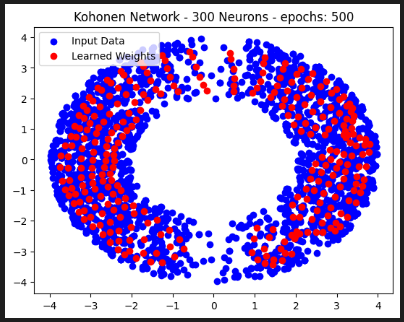 Kohonen Network - 300 Neurons - epochs: 500
Input Data
Learned Weights
4
3
2
1
0
−1
−2
−3
−4
−4 −3 −2 −1 0 1 2 3 4